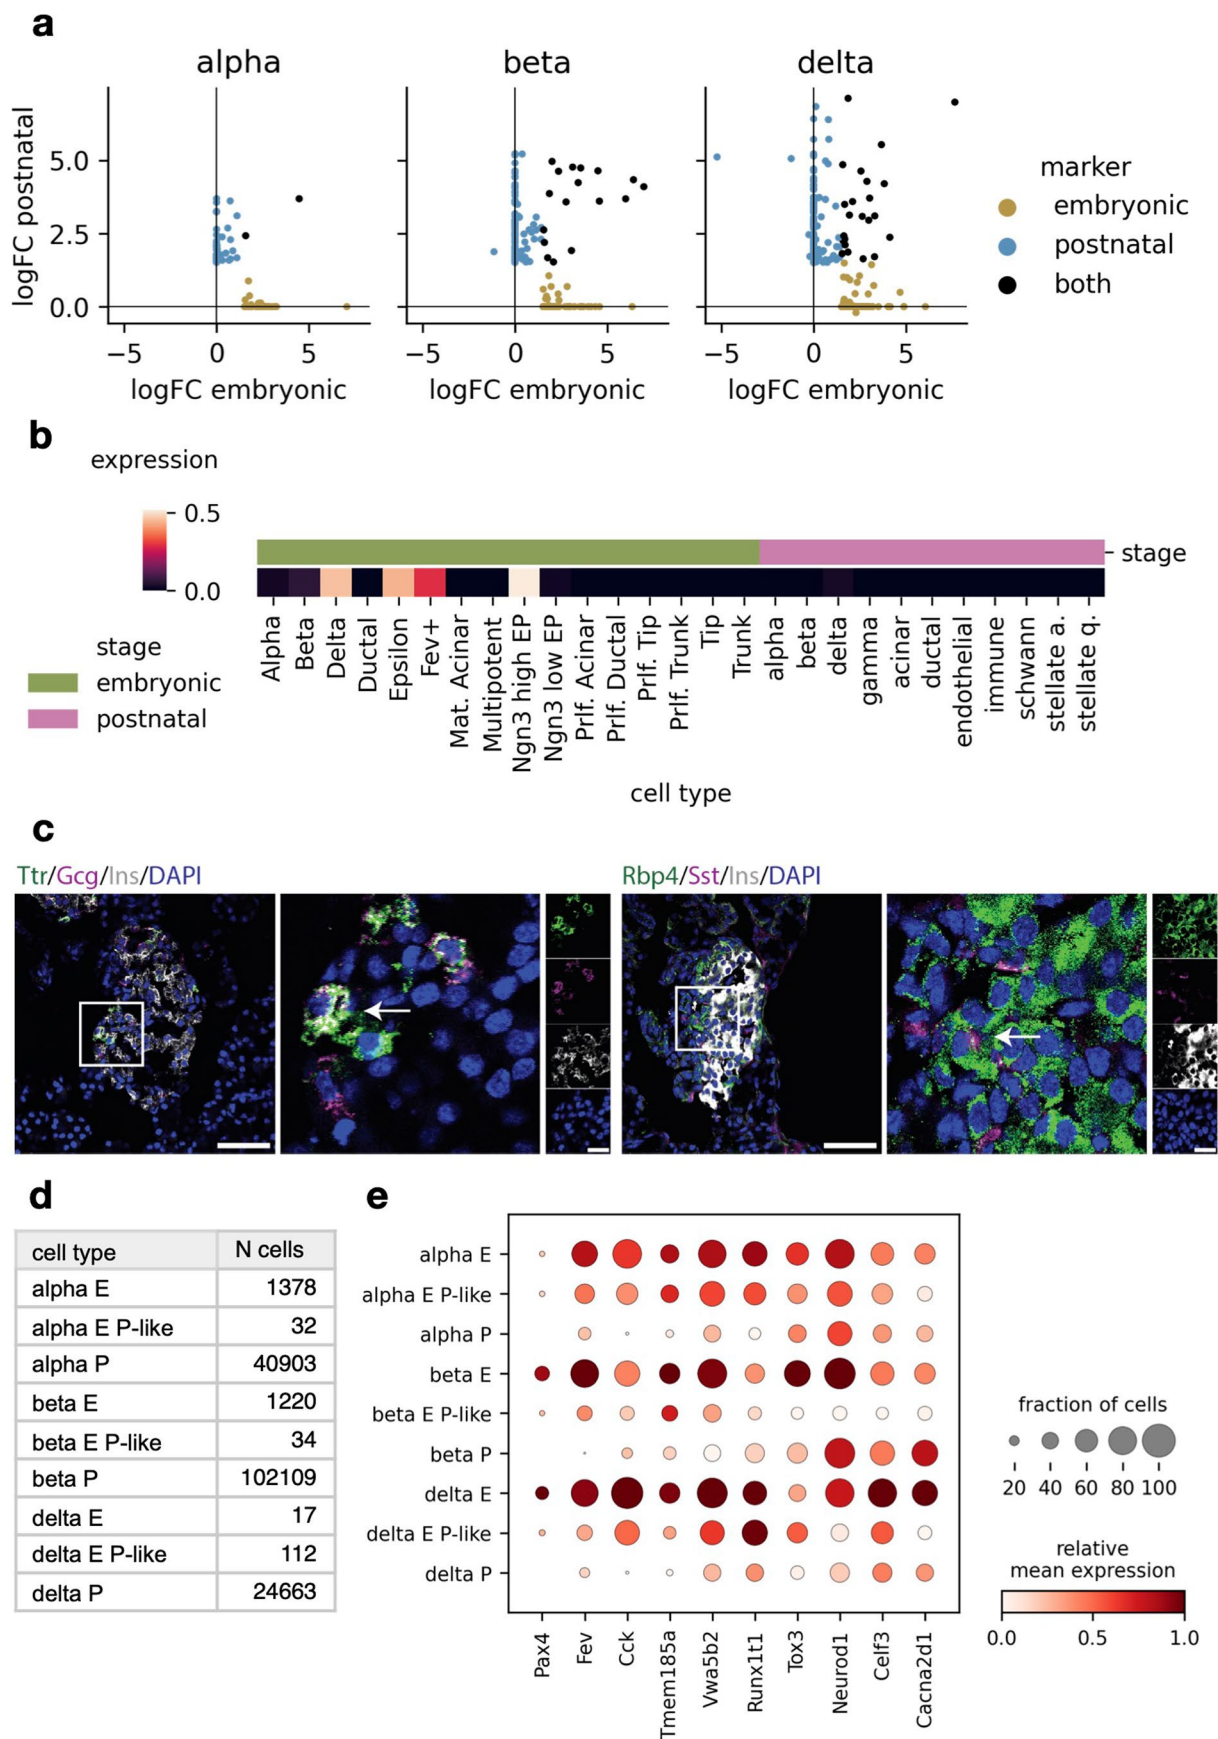 a
alpha
beta
delta
logFC postnatal
5.0
2.5
0.0
−5
0
5
−5
0
5
−5
0
5
logFC embryonic
logFC embryonic
logFC embryonic
marker
embryonic
postnatal
both
b
expression
0.5
0.0
stage
embryonic
postnatal
stage
Alpha
Beta
Delta
Ductal
Epsilon
Fev+
Mat. Acinar
Multipotent
Ngn3 high EP
Ngn3 low EP
Prlf. Acinar
Prlf. Ductal
Prlf. Tip
Prlf. Trunk
Tip
Trunk
alpha
beta
delta
gamma
acinar
ductal
endothelial
immune
schwann
stellate a.
stellate q.
cell type
c
Ttr/Gcg/Ins/DAPI
Rbp4/Sst/Ins/DAPI
d
cell type N cells
alpha E 1378
alpha E P-like 32
alpha P 40903
beta E 1220
beta E P-like 34
beta P 102109
delta E 17
delta E P-like 112
delta P 24663
e
alpha E
alpha E P-like
alpha P
beta E
beta E P-like
beta P
delta E
delta E P-like
delta P
Pax4
Fev
Cck
Tmem185a
Vwa5b2
Runx1t1
Tox3
Neurod1
Celf3
Cacna2d1
fraction of cells
20 40 60 80 100
relative
mean expression
0.0 0.5 1.0